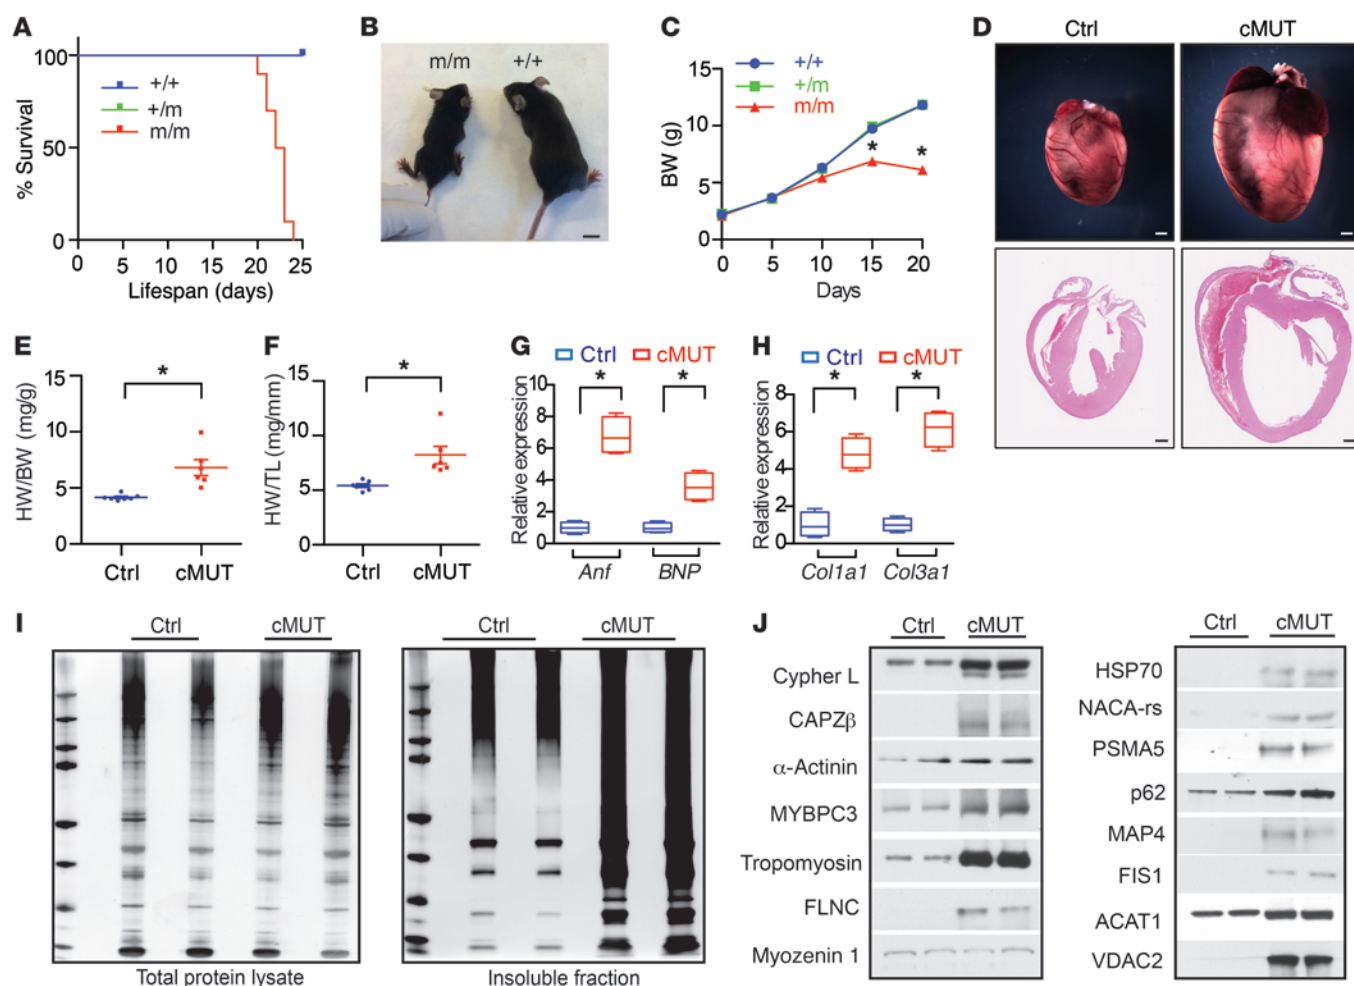 A
% Survival
100
50
0
+/+
+/m
m/m
0 5 10 15 20 25
Lifespan (days)
B
m/m +/+
C
BW (g)
15
10
5
0
+/+
+/m
m/m
* *
0 5 10 15 20
Days
D
Ctrl cMUT
E
HW/BW (mg/g)
15
10
5
0
*
Ctrl cMUT
F
HW/TL (mg/mm)
15
10
5
0
*
Ctrl cMUT
G
Ctrl cMUT
Relative expression
10
8
6
4
2
0
* *
Anf BNP
H
Ctrl cMUT
Relative expression
8
6
4
2
0
* *
Col1a1 Col3a1
I
Ctrl cMUT
Total protein lysate
Ctrl cMUT
Insoluble fraction
J
Ctrl cMUT
Cypher L
CAPZβ
α-Actinin
MYBPC3
Tropomyosin
FLNC
Myozenin 1
Ctrl cMUT
HSP70
NACA-rs
PSMA5
p62
MAP4
FIS1
ACAT1
VDAC2